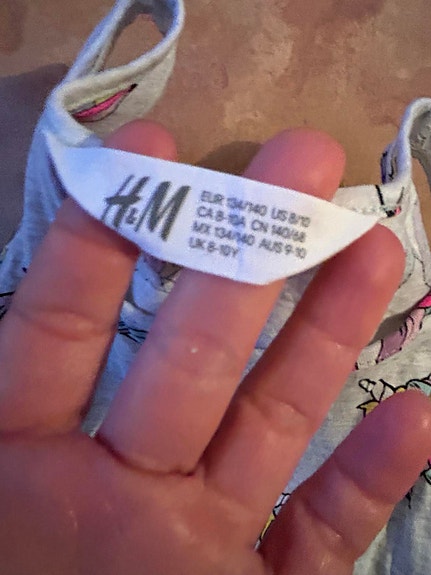 H&M
EUR 134/140 US 8/10
CA 8-10A CN 140/68
MX 134/140 AUS 9-10
UK 8-10Y